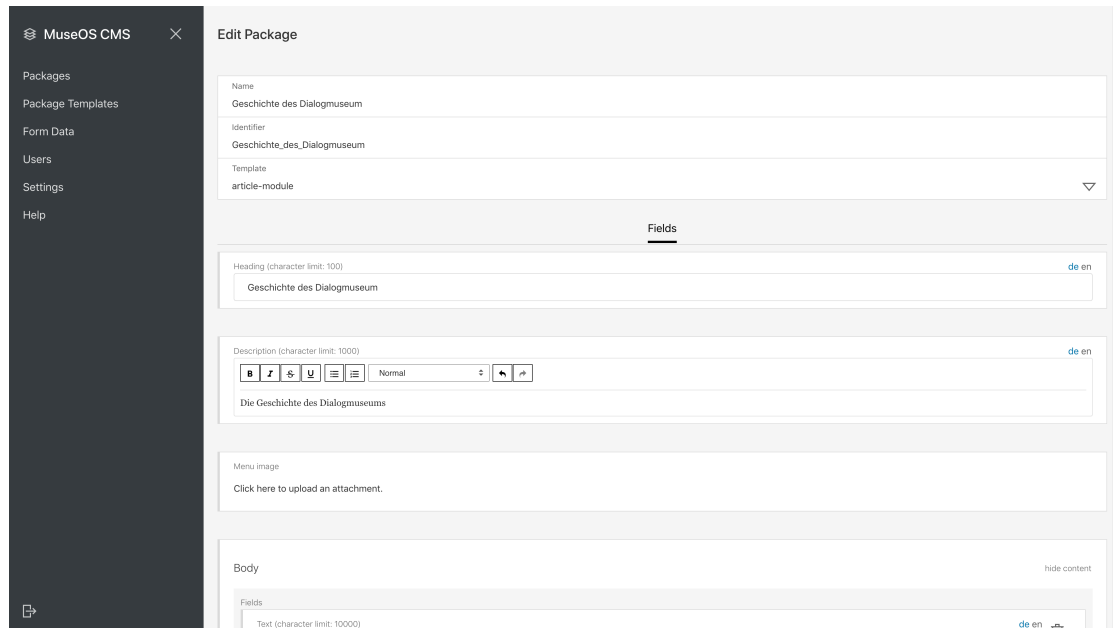 MuseOS CMS
Packages
Package Templates
Form Data
Users
Settings
Help
Edit Package
Name
Geschichte des Dialogmuseum
Identifier
Geschichte_des_Dialogmuseum
Template
article-module
Fields
Heading (character limit: 100) de en
Geschichte des Dialogmuseum
Description (character limit: 1000) de en
B I S U Normal
Die Geschichte des Dialogmuseums
Menu image
Click here to upload an attachment.
Body hide content
Fields
Text (character limit: 10000) de en